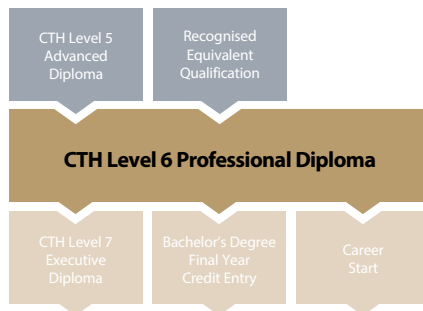 CTH Level 5
Advanced
Diploma
Recognised
Equivalent
Qualification
CTH Level 6 Professional Diploma
CTH Level 7
Executive
Diploma
Bachelor's Degree
Final Year
Credit Entry
Career
Start